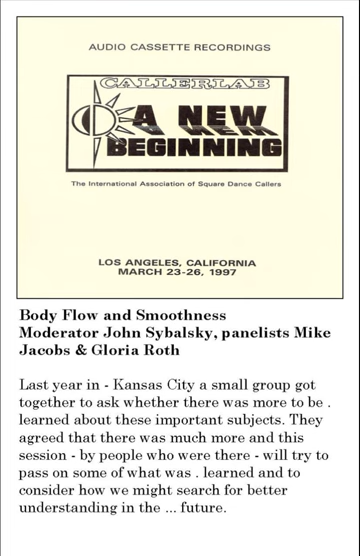 AUDIO CASSETTE RECORDINGS
CALLERLAB
A NEW
BEGINNING
The International Association of Square Dance Callers
LOS ANGELES, CALIFORNIA
MARCH 23-26, 1997
Body Flow and Smoothness
Moderator John Sybalsky, panelists Mike
Jacobs & Gloria Roth
Last year in - Kansas City a small group got
together to ask whether there was more to be .
learned about these important subjects. They
agreed that there was much more and this
session - by people who were there - will try to
pass on some of what was . learned and to
consider how we might search for better
understanding in the ... future.